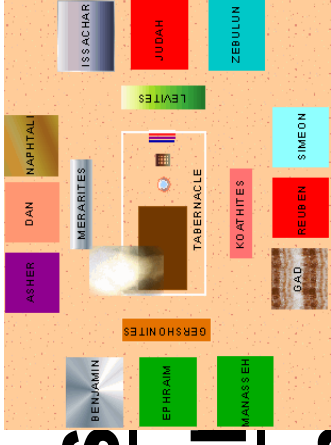 ISSACHAR
JUDAH
ZEBULUN
LEVITES
NAPHTALI
DAN
ASHER
MERARITES
TABERNACLE
KOATHITES
SIMEON
REUBEN
GAD
GERSHONITES
BENJAMIN
EPHRAIM
MANASSEH